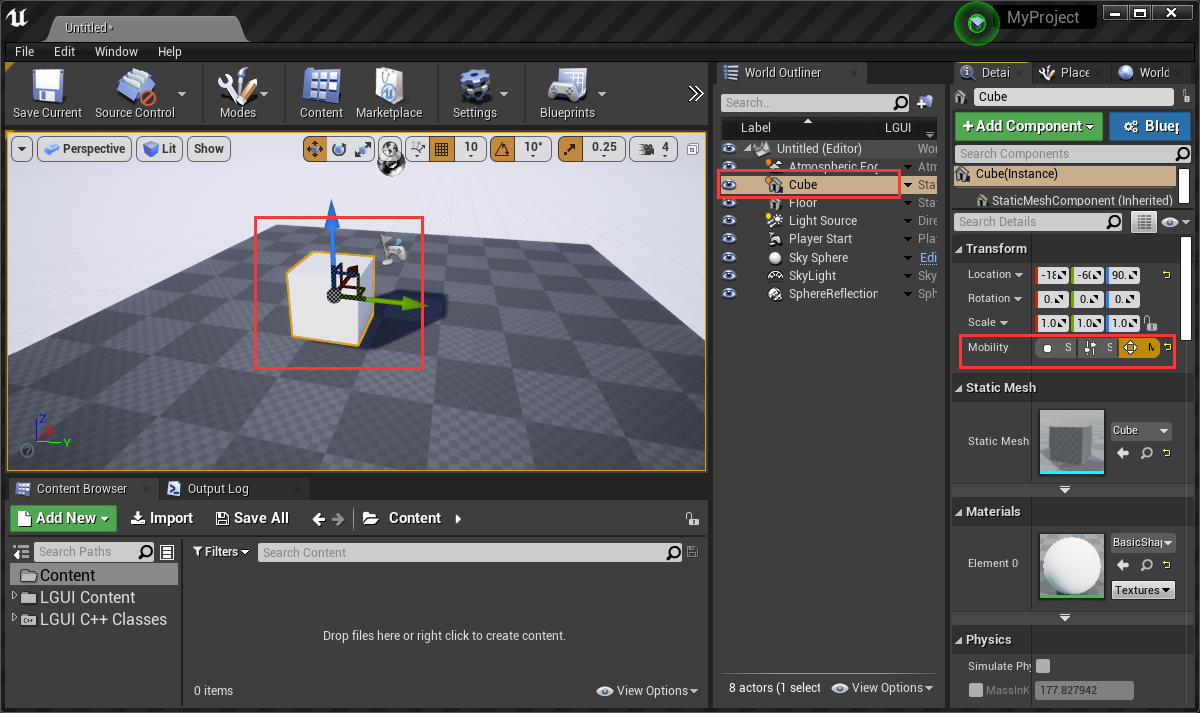 Untitled*
MyProject
File Edit Window Help
Save Current
Source Control
Modes
Content
Marketplace
Settings
Blueprints
Perspective
Lit
Show
10
10°
0.25
4
Z
Y
Content Browser
Output Log
Add New
Import
Save All
Content
Search Paths
Filters
Search Content
Content
LGUI Content
LGUI C++ Classes
Drop files here or right click to create content.
0 items
View Options
World Outliner
Search...
Label
LGUI
Untitled (Editor)
Wo
Atmospheric Fog
Atm
Cube
Sta
Floor
Sta
Light Source
Dire
Player Start
Pla
Sky Sphere
Edi
SkyLight
Sky
SphereReflection
Sph
8 actors (1 select
View Options
Detai
Place
World
Cube
+Add Component
Bluep
Search Components
Cube(Instance)
StaticMeshComponent (Inherited)
Search Details
Transform
Location
-18
-60
90.
Rotation
0.
0.
0.
Scale
1.0
1.0
1.0
Mobility
S
S
M
Static Mesh
Static Mesh
Cube
Materials
Element 0
BasicShap
Textures
Physics
Simulate Phy
MassInK
177.827942